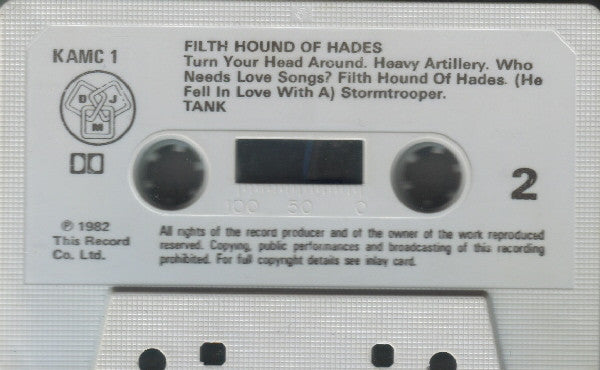 KAMC 1
FILTH HOUND OF HADES
Turn Your Head Around. Heavy Artillery. Who
Needs Love Songs? Filth Hound Of Hades. (He
Fell In Love With A) Stormtrooper.
TANK
D J
M
2
100 50 0
℗ 1982
This Record
Co. Ltd.
All rights of the record producer and of the owner of the work reproduced
reserved. Copying, public performances and broadcasting of this recording
prohibited. For full copyright details see inlay card.